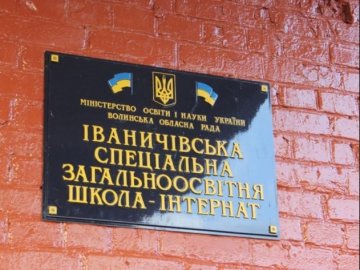 МІНІСТЕРСТВО ОСВІТИ І НАУКИ УКРАЇНИ
ВОЛИНСЬКА ОБЛАСНА РАДА
ІВАНИЧІВСЬКА
СПЕЦІАЛЬНА
ЗАГАЛЬНООСВІТНЯ
ШКОЛА-ІНТЕРНАТ